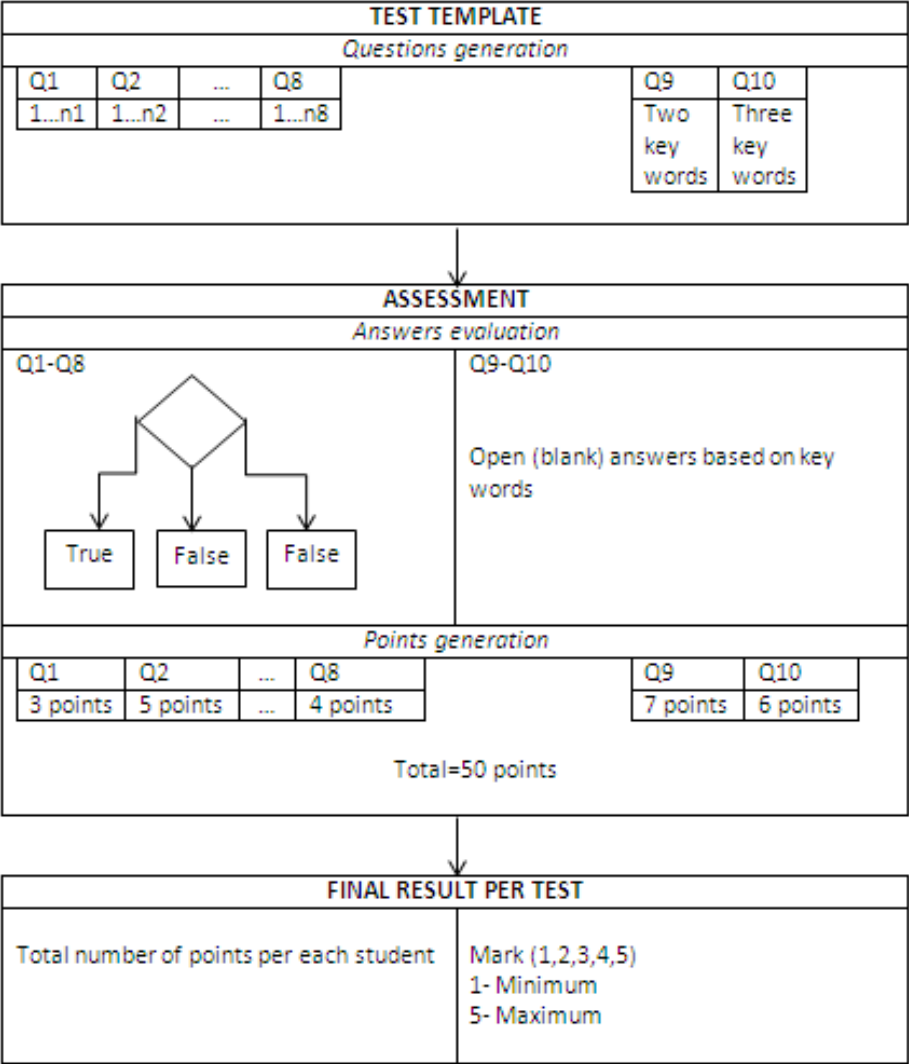 TEST TEMPLATE
Questions generation
Q1 Q2 ... Q8 Q9 Q10
1...n1 1...n2 ... 1...n8 Two Three
key key
words words
ASSESSMENT
Answers evaluation
Q1-Q8 Q9-Q10
Open (blank) answers based on key
words
True False False
Points generation
Q1 Q2 ... Q8 Q9 Q10
3 points 5 points ... 4 points 7 points 6 points
Total=50 points
FINAL RESULT PER TEST
Total number of points per each student Mark (1,2,3,4,5)
1- Minimum
5- Maximum